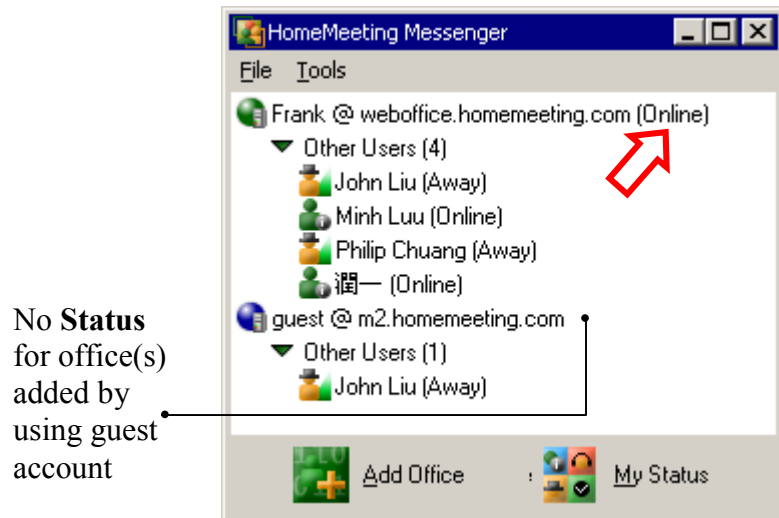 HomeMeeting Messenger
File Tools
Frank @ weboffice.homemeeting.com (Online)
Other Users (4)
John Liu (Away)
Minh Luu (Online)
Philip Chuang (Away)
潤一 (Online)
guest @ m2.homemeeting.com
Other Users (1)
John Liu (Away)
No Status
for office(s)
added by
using guest
account
Add Office
My Status